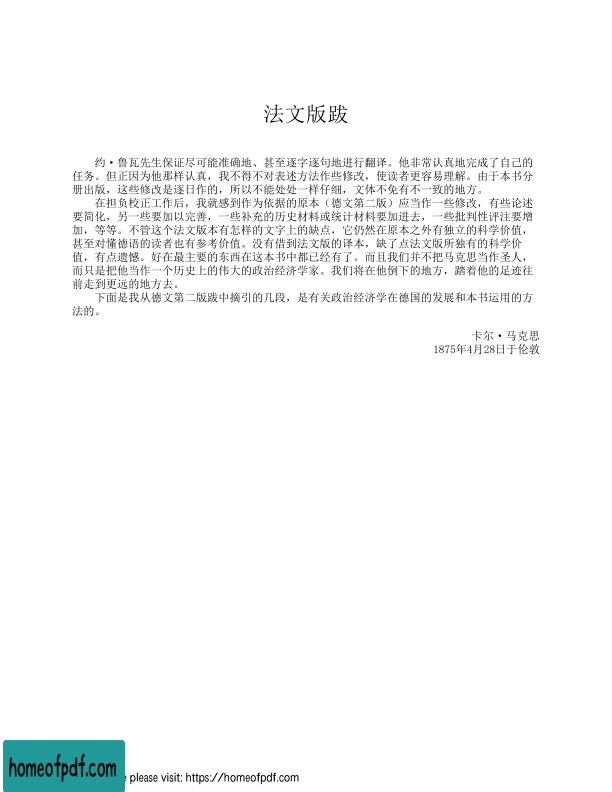 法文版跋
约·鲁瓦先生保证尽可能准确地、甚至逐字逐句地进行翻译。他非常认真地完成了自己的
任务。但正因为他那样认真，我不得不对表述方法作些修改，使读者更容易理解。由于本书分
册出版，这些修改是逐日作的，所以不能处处一样仔细，文体不免有不一致的地方。
在担负校正工作后，我就感到作为依据的原本（德文第二版）应当作一些修改，有些论述
要简化，另一些要加以完善，一些补充的历史材料或统计材料要加进去，一些批判性评注要增
加，等等。不管这个法文版本有怎样的文字上的缺点，它仍然在原本之外有独立的科学价值，
甚至对懂德语的读者也有参考价值。没有借到法文版的译本，缺了点法文版所独有的科学价
值，有点遗憾。好在最主要的东西在这本书中都已经有了。而且我们并不把马克思当作圣人，
而只是把他当作一个历史上的伟大的政治经济学家。我们将在他倒下的地方，踏着他的足迹往
前走到更远的地方去。
下面是我从德文第二版跋中摘引的几段，是有关政治经济学在德国的发展和本书运用的方
法的。
卡尔·马克思
1875年4月28日于伦敦
homeofpdf.com
e please visit: https://homeofpdf.com